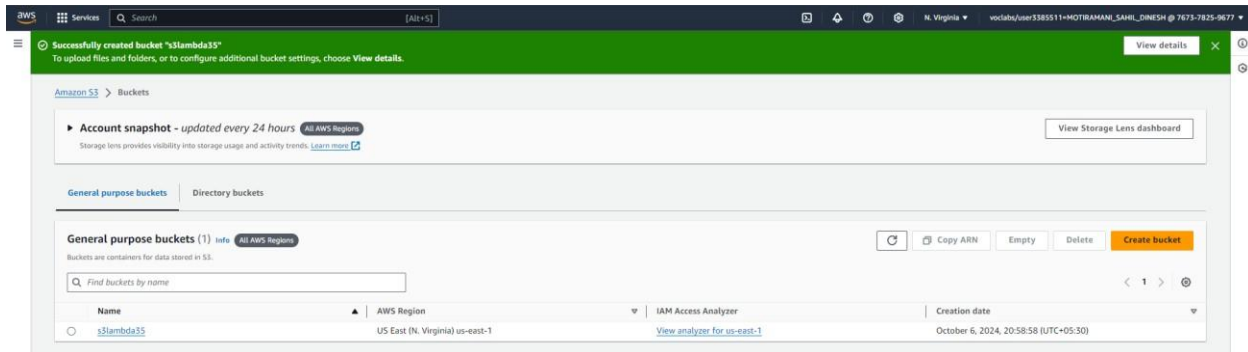 aws Services Search [Alt+S] N. Virginia ▼ voclabs/user3385511=MOTIRAMANI_SAHIL_DINESH @ 7673-7825-9677 ▼
Successfully created bucket "s3lambda35" View details
To upload files and folders, or to configure additional bucket settings, choose View details.
Amazon S3 > Buckets
Account snapshot - updated every 24 hours All AWS Regions View Storage Lens dashboard
Storage lens provides visibility into storage usage and activity trends. Learn more
General purpose buckets Directory buckets
General purpose buckets (1) Info All AWS Regions Copy ARN Empty Delete Create bucket
Buckets are containers for data stored in S3.
Find buckets by name < 1 >
Name AWS Region IAM Access Analyzer Creation date
s3lambda35 US East (N. Virginia) us-east-1 View analyzer for us-east-1 October 6, 2024, 20:58:58 (UTC+05:30)